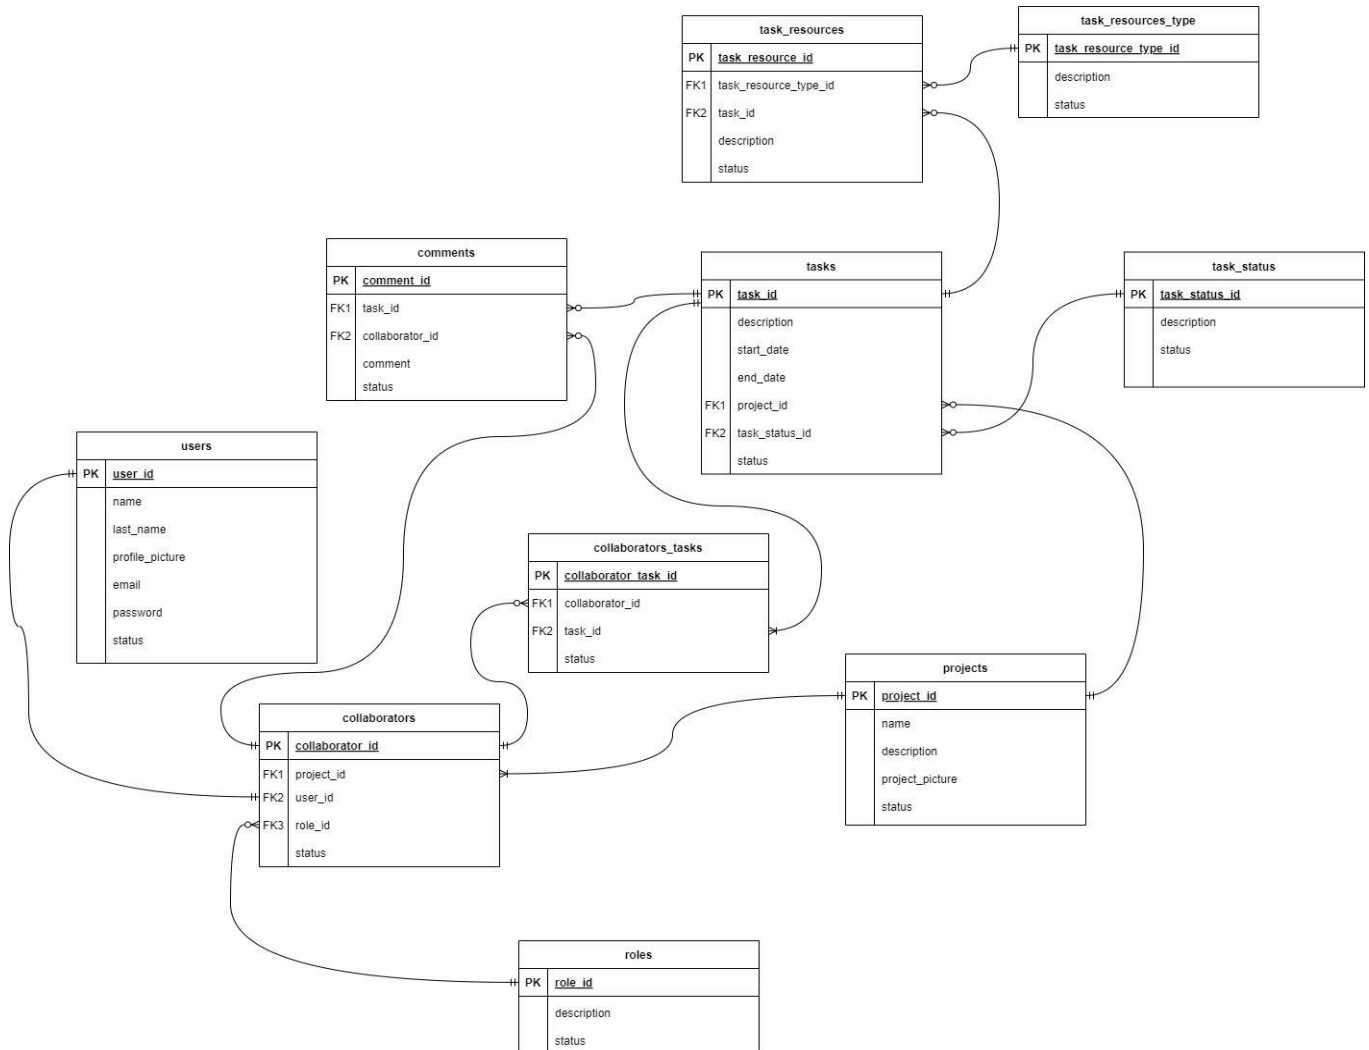 task_resources
PK task_resource_id
FK1 task_resource_type_id
FK2 task_id
description
status
task_resources_type
PK task_resource_type_id
description
status
comments
PK comment_id
FK1 task_id
FK2 collaborator_id
comment
status
tasks
PK task_id
description
start_date
end_date
FK1 project_id
FK2 task_status_id
status
task_status
PK task_status_id
description
status
users
PK user_id
name
last_name
profile_picture
email
password
status
collaborators_tasks
PK collaborator_task_id
FK1 collaborator_id
FK2 task_id
status
projects
PK project_id
name
description
project_picture
status
collaborators
PK collaborator_id
FK1 project_id
FK2 user_id
FK3 role_id
status
roles
PK role_id
description
status